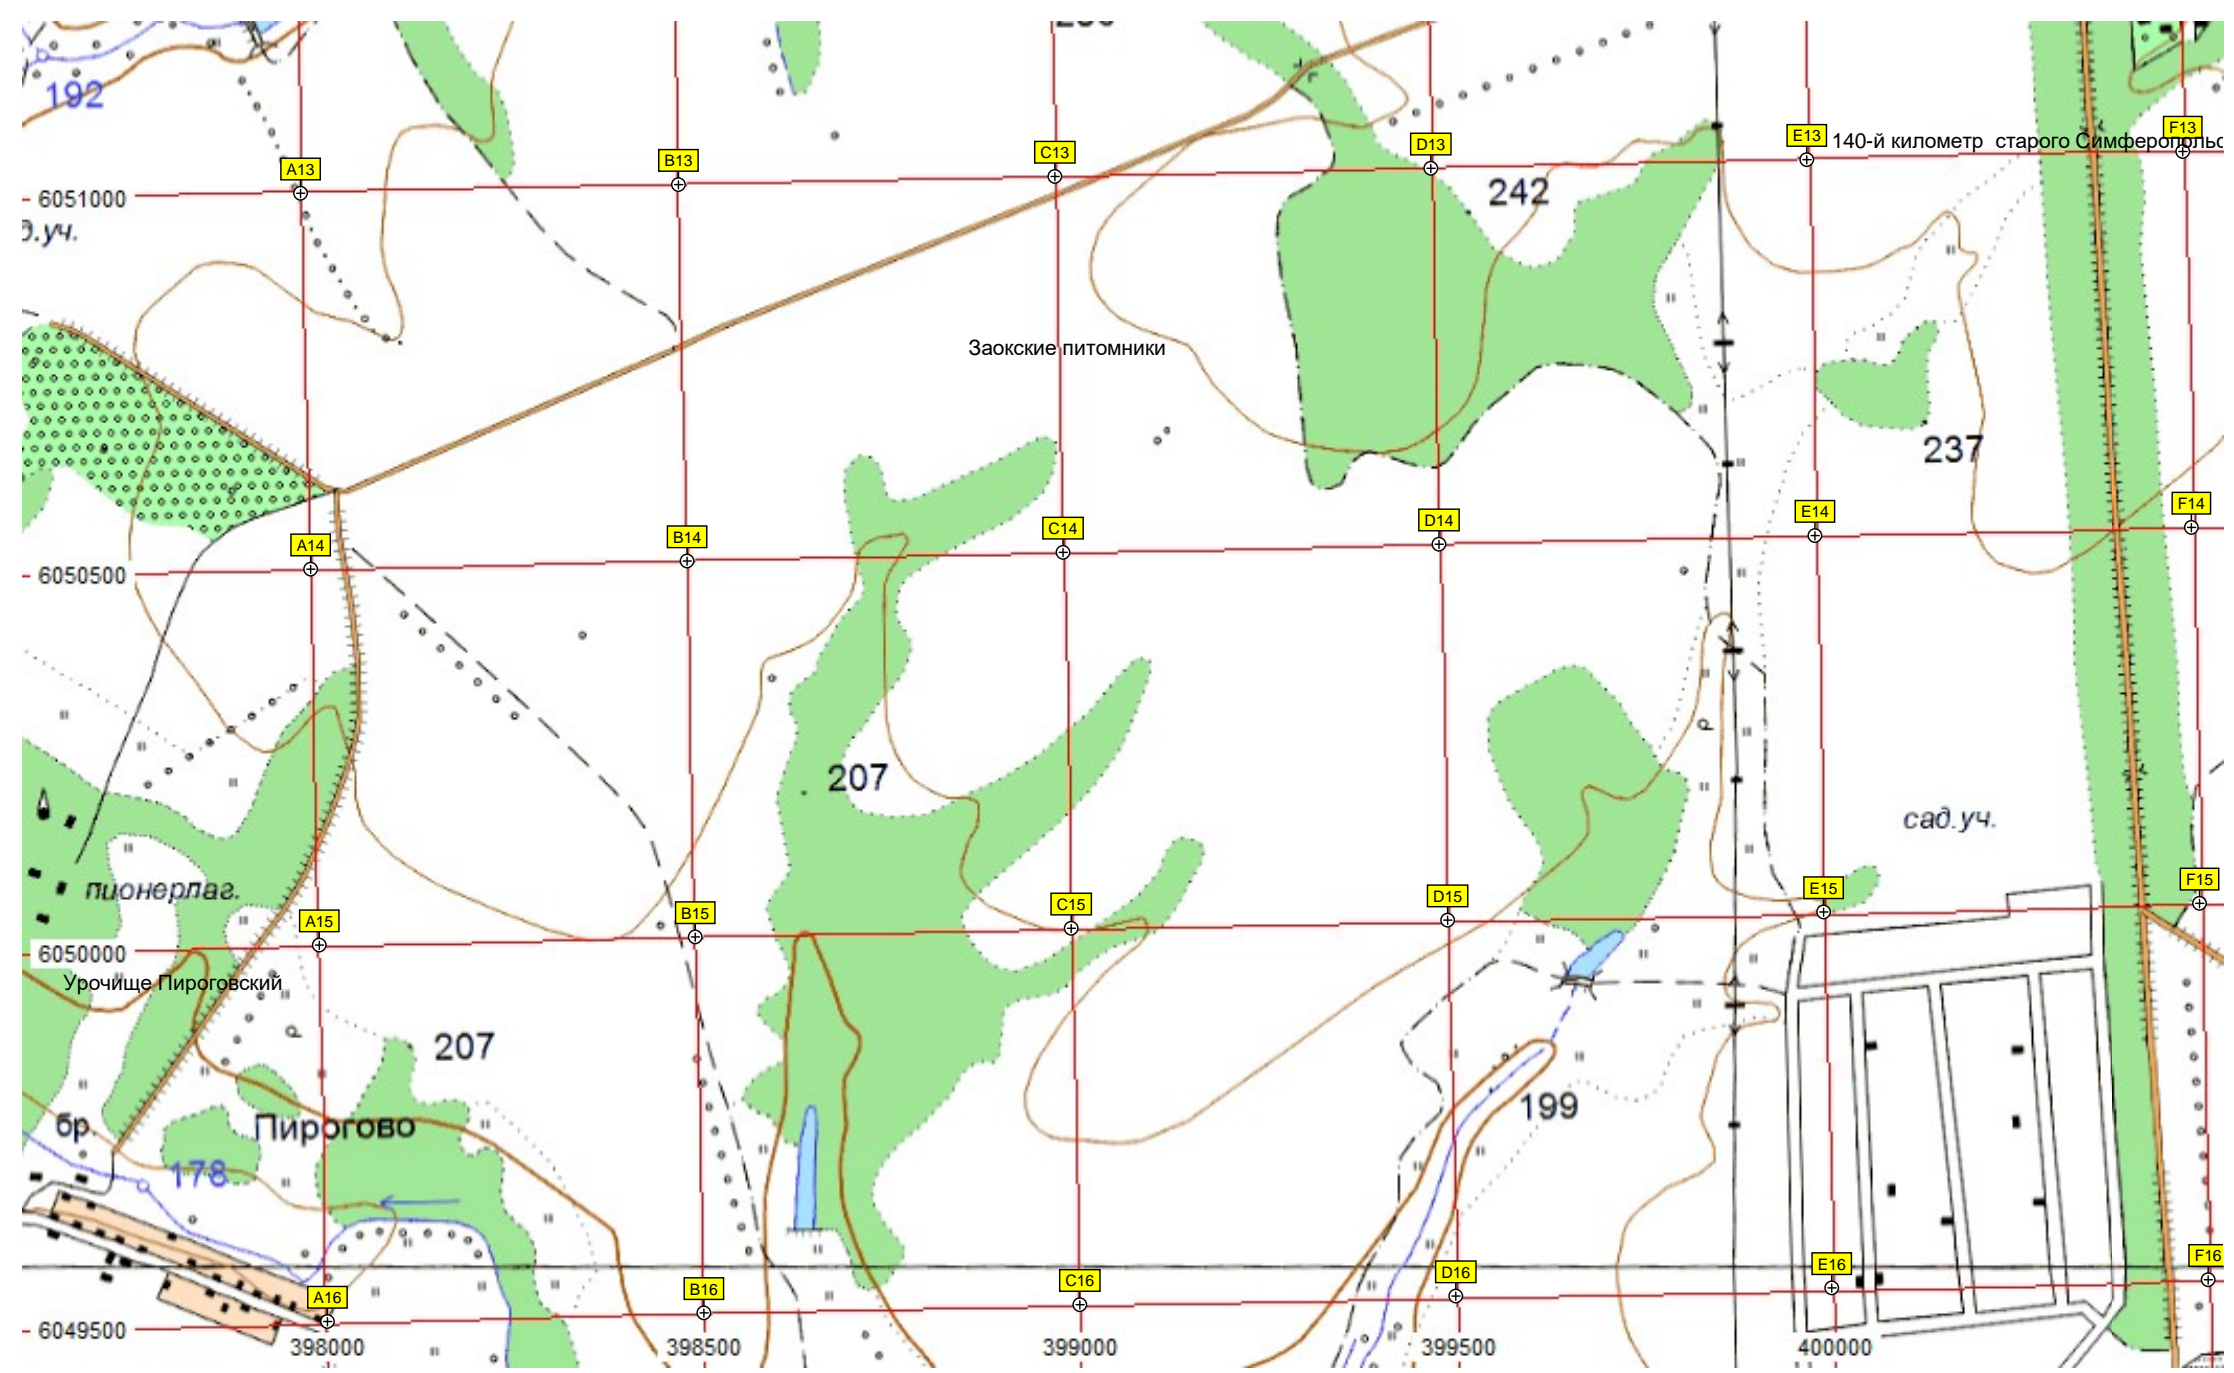 192
A13
B13
C13
D13
E13
140-й километр старого
F13
6051000
д.уч.
242
Заокские питомники
237
A14
B14
C14
D14
E14
F14
6050500
207
сад.уч.
пионерлаг.
A15
B15
C15
D15
E15
F15
6050000
Урочище Пироговский
207
199
бр.
Пирогово
178
A16
B16
C16
D16
E16
F16
6049500
398000
398500
399000
399500
400000